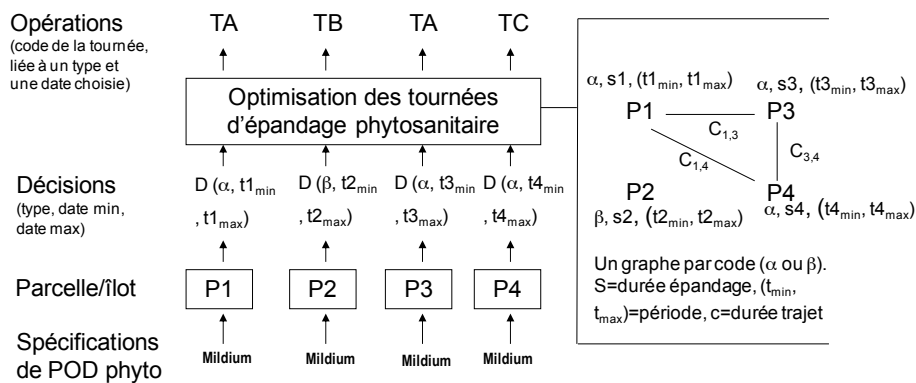 Opérations
(code de la tournée,
liée à un type et
une date choisie)
TA TB TA TC
Optimisation des tournées
d'épandage phytosanitaire
Décisions
(type, date min,
date max)
D (α, t1min
, t1max)
D (β, t2min
, t2max)
D (α, t3min
, t3max)
D (α, t4min
, t4max)
Parcelle/îlot
P1 P2 P3 P4
Spécifications
de POD phyto
Mildium Mildium Mildium Mildium
α, s1, (t1min, t1max)
α, s3, (t3min, t3max)
P1 P3
C1,3
C1,4
C3,4
P2 P4
β, s2, (t2min, t2max)
α, s4, (t4min, t4max)
Un graphe par code (α ou β).
S=durée épandage, (tmin,
tmax)=période, c=durée trajet